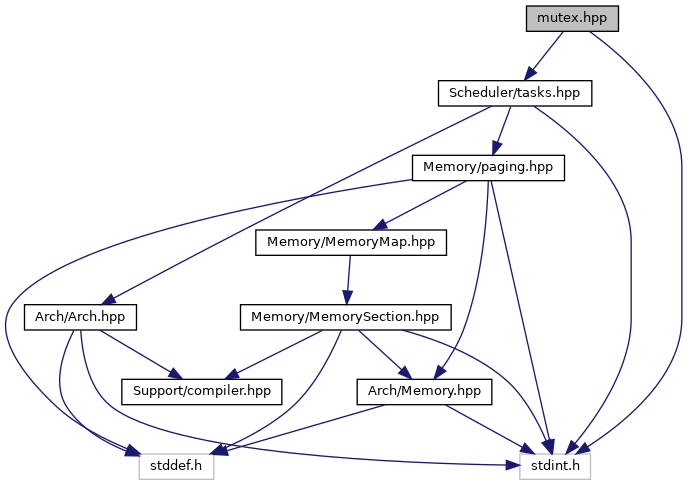 mutex.hpp
Scheduler/tasks.hpp
Memory/paging.hpp
Memory/MemoryMap.hpp
Arch/Arch.hpp
Memory/MemorySection.hpp
Support/compiler.hpp
Arch/Memory.hpp
stddef.h
stdint.h